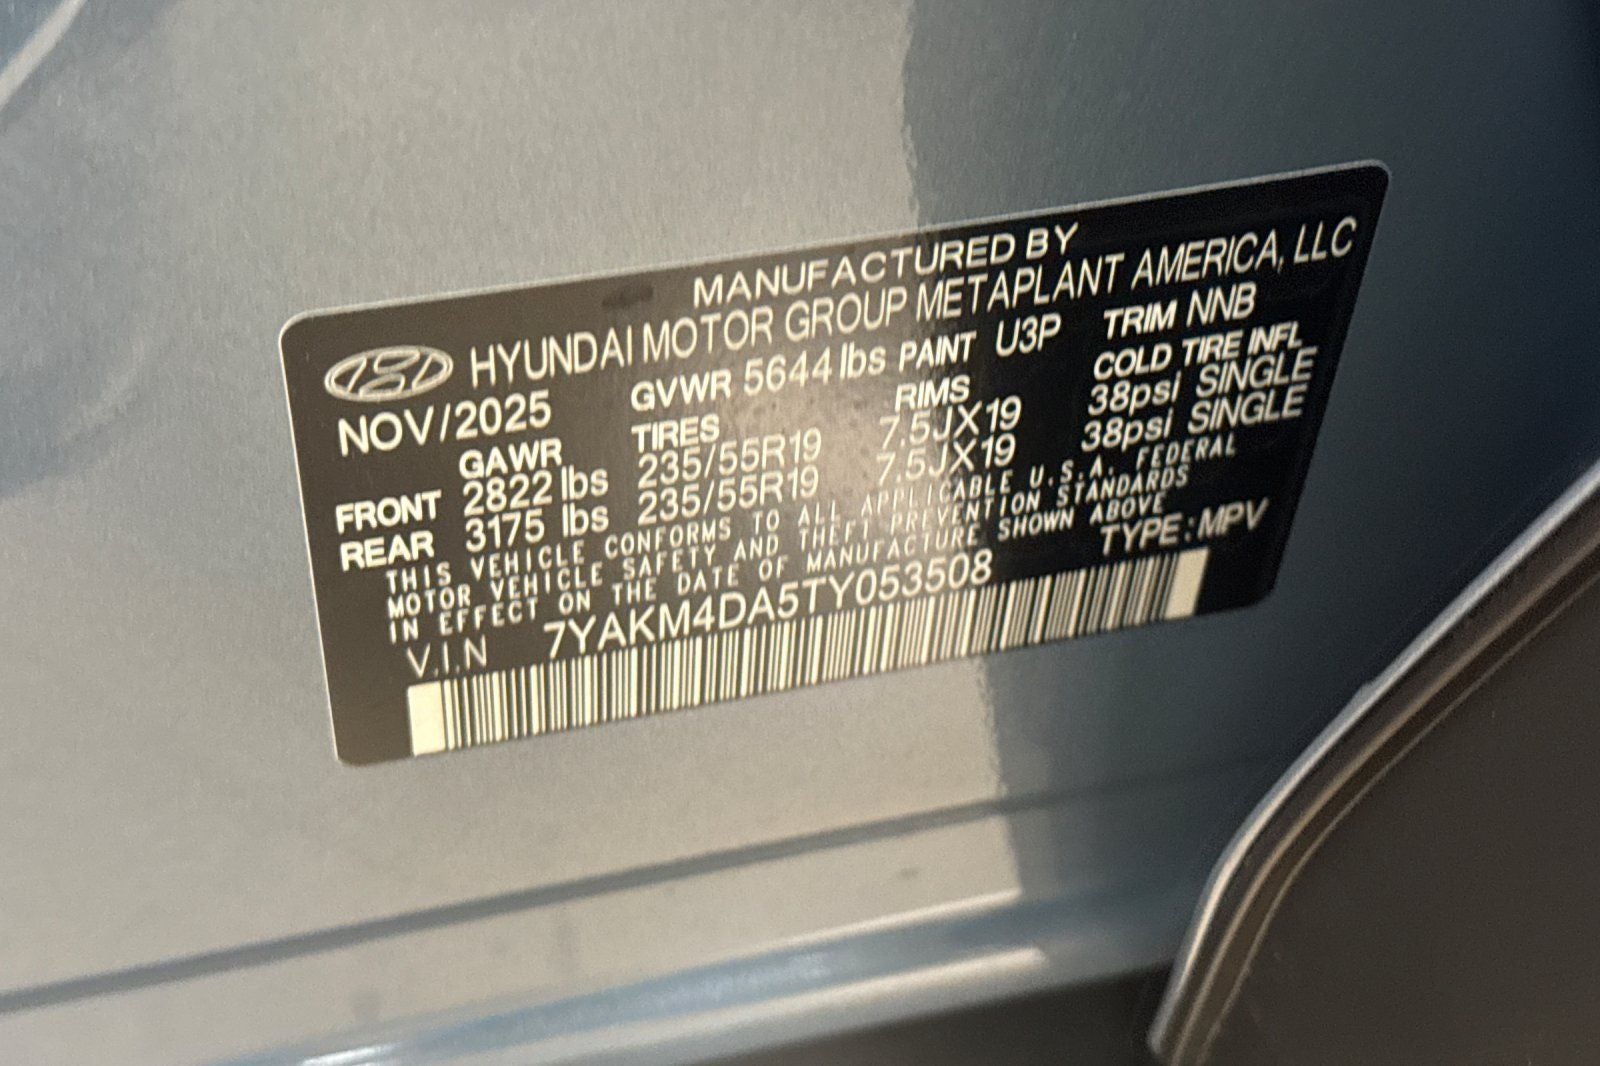 MANUFACTURED BY
HYUNDAI MOTOR GROUP METAPLANT AMERICA, LLC
NOV/2025 GVWR 5644 lbs PAINT U3P TRIM NNB
GAWR TIRES RIMS COLD TIRE INFL
FRONT 2822 lbs 235/55R19 7.5JX19 38psi SINGLE
REAR 3175 lbs 235/55R19 7.5JX19 38psi SINGLE
THIS VEHICLE CONFORMS TO ALL APPLICABLE U.S.A. FEDERAL
MOTOR VEHICLE SAFETY AND THEFT PREVENTION STANDARDS
IN EFFECT ON THE DATE OF MANUFACTURE SHOWN ABOVE
V.I.N 7YAKM4DA5TY053508 TYPE: MPV